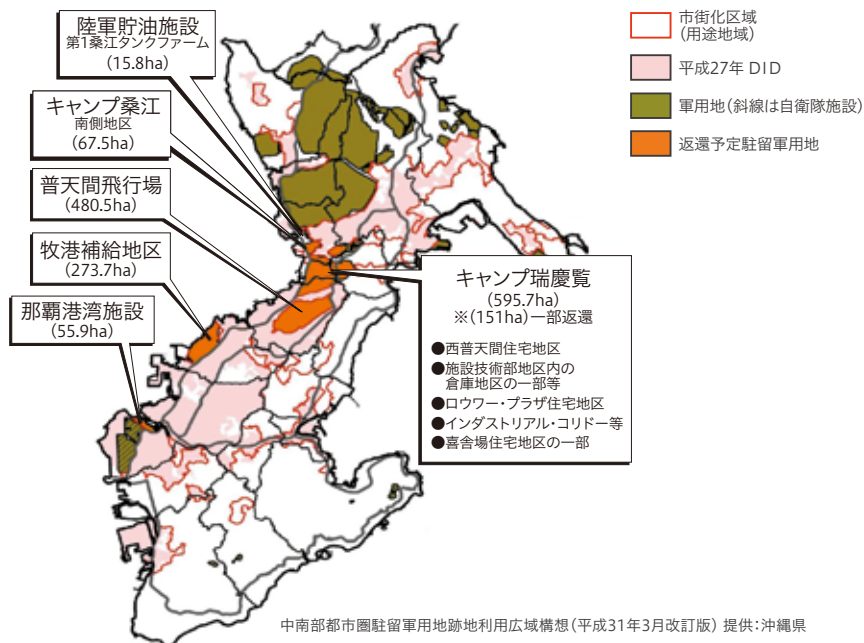 陸軍貯油施設
第1桑江タンクファーム
(15.8ha)
キャンプ桑江
南側地区
(67.5ha)
普天間飛行場
(480.5ha)
牧港補給地区
(273.7ha)
那覇港湾施設
(55.9ha)
市街化区域
(用途地域)
平成27年 DID
軍用地(斜線は自衛隊施設)
返還予定駐留軍用地
キャンプ瑞慶覧
(595.7ha)
※(151ha)一部返還
●西普天間住宅地区
●施設技術部地区内の
倉庫地区の一部等
●ロウワー・プラザ住宅地区
●インダストリアル・コリドー等
●喜舎場住宅地区の一部
中南部都市圏駐留軍用地跡地利用広域構想(平成31年3月改訂版) 提供:沖縄県